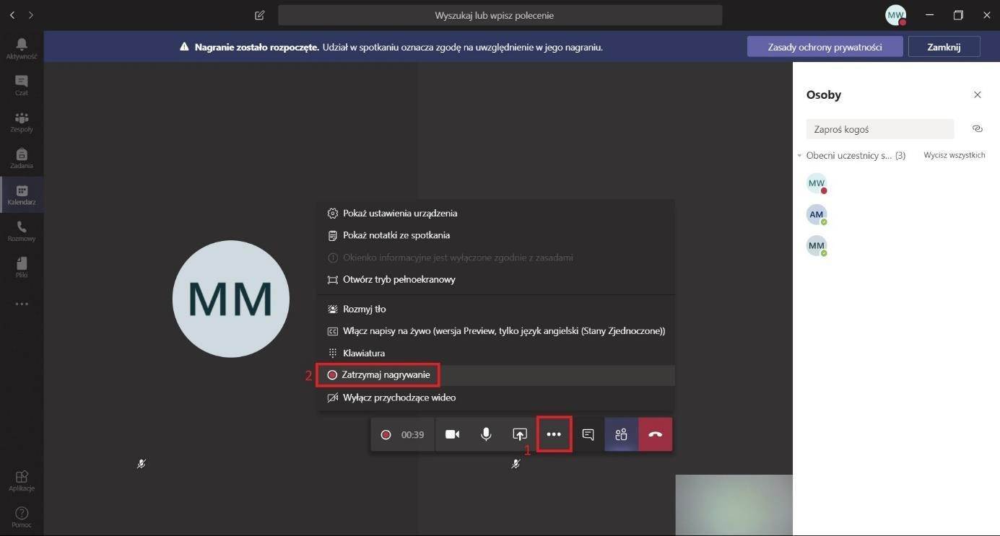 Wyszukaj lub wpisz polecenie
MW
Nagranie zostało rozpoczęte. Udział w spotkaniu oznacza zgodę na uwzględnienie w jego nagraniu.
Zasady ochrony prywatności
Zamknij
Aktywność
Czat
Zespoły
Zadania
Kalendarz
Rozmowy
Pliki
Aplikacje
Pomoc
MM
Pokaż ustawienia urządzenia
Pokaż notatki ze spotkania
Okienko informacyjne jest wyłączone zgodnie z zasadami
Otwórz tryb pełnoekranowy
Rozmyj tło
CC Włącz napisy na żywo (wersja Preview, tylko język angielski (Stany Zjednoczone))
Klawiatura
2 Zatrzymaj nagrywanie
Wyłącz przychodzące wideo
00:39
1
Osoby
Zaproś kogoś
Obecni uczestnicy s... (3) Wycisz wszystkich
MW
AM
MM